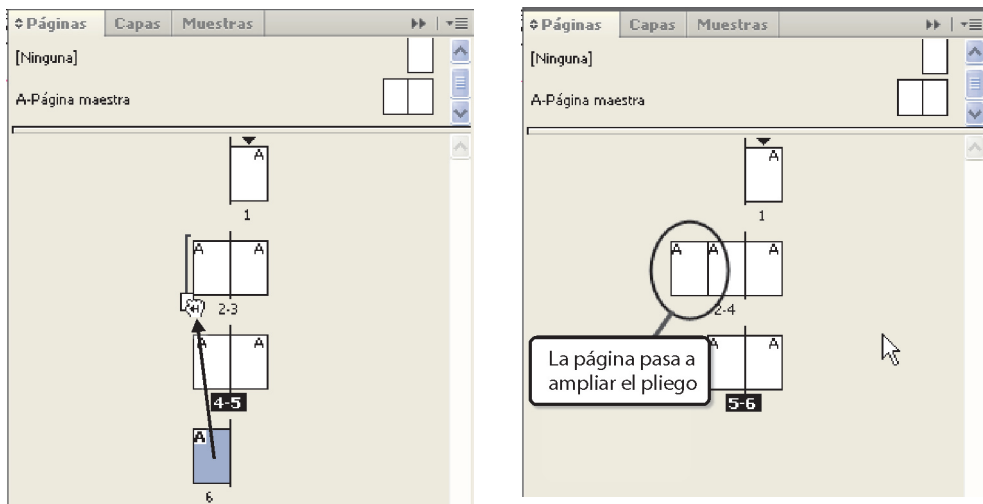 Páginas Capas Muestras
[Ninguna]
A-Página maestra
A
1
A A
2-3
A A
4-5
A
6
Páginas Capas Muestras
[Ninguna]
A-Página maestra
A
1
A A A
2-4
La página pasa a
ampliar el pliego
A A
5-6